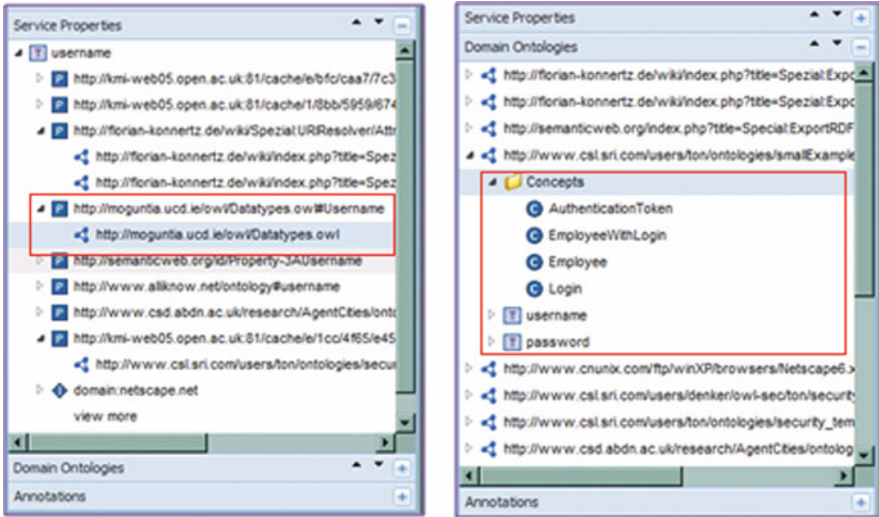 Service Properties
username
http://kmi-web05.open.ac.uk:81/cache/e/bfc/caa7/7c3
http://kmi-web05.open.ac.uk:81/cache/1/8bb/5959/674
http://florian-konnertz.de/wiki/Spezial:URIResolver/Attr
http://florian-konnertz.de/wiki/index.php?title=Spez
http://florian-konnertz.de/wiki/index.php?title=Spez
http://moguntia.ucd.ie/owl/Datatypes.owl#Username
http://moguntia.ucd.ie/owl/Datatypes.owl
http://semanticweb.org/id/Property-3AUsername
http://www.alliknow.net/ontology#username
http://www.csd.abdn.ac.uk/research/AgentCities/onto
http://kmi-web05.open.ac.uk:81/cache/e/1cc/4f65/e45
http://www.csl.sri.com/users/ton/ontologies/secur
domain:netscape.net
view more
Domain Ontologies
Annotations
Service Properties
Domain Ontologies
http://florian-konnertz.de/wiki/index.php?title=Spezial:Expo
http://florian-konnertz.de/wiki/index.php?title=Spezial:Expo
http://semanticweb.org/index.php?title=Special:ExportRDF
http://www.csl.sri.com/users/ton/ontologies/smallExample
Concepts
AuthenticationToken
EmployeeWithLogin
Employee
Login
username
password
http://www.cnunix.com/ftp/winXP/browsers/Netscape6.x
http://www.csl.sri.com/users/denker/owl-sec/ton/security
http://www.csl.sri.com/users/ton/ontologies/security_tem
http://www.csd.abdn.ac.uk/research/AgentCities/ontolog
Annotations